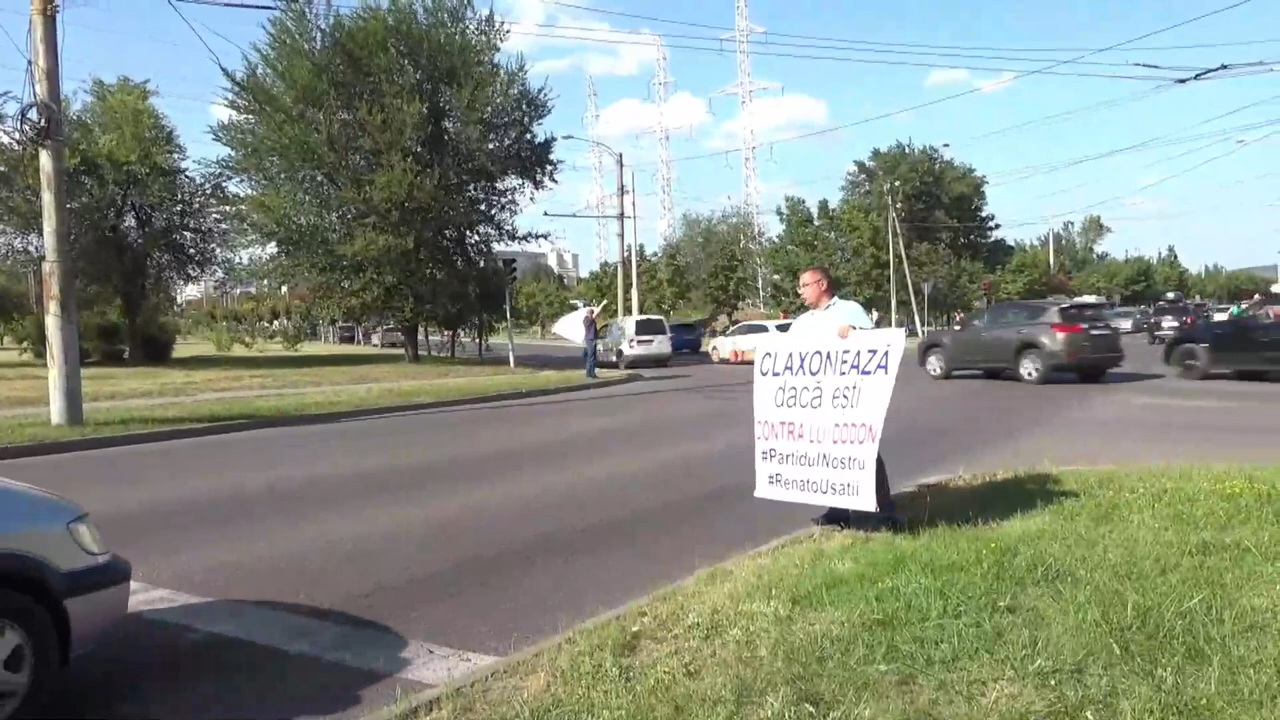 CLAXONEAZĂ
dacă ești
CONTRA LUI DODON
#PartidulNostru
#RenatoUsatii